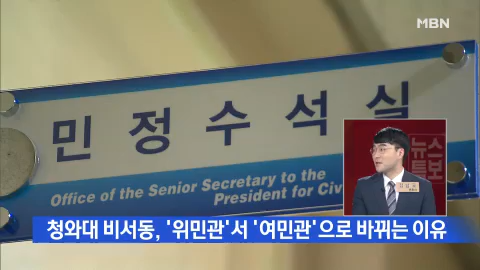 MBN
민정수석실
Office of the Senior Secretary to the
President for Civ
뉴스
특보
청와대 비서동, '위민관'서 '여민관'으로 바뀌는 이유